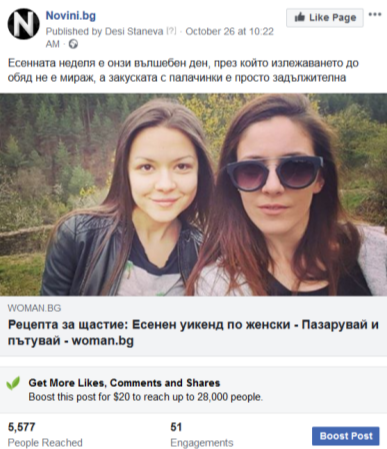 Novini.bg
Like Page
Published by Desi Staneva [?] · October 26 at 10:22
AM ·
Есенната неделя е онзи вълшебен ден, през който излежаването до
обяд не е мираж, а закуската с палачинки е просто задължителна
WOMAN.BG
Рецепта за щастие: Есенен уикенд по женски - Пазарувай и
пътувай - woman.bg
Get More Likes, Comments and Shares
Boost this post for $20 to reach up to 28,000 people.
5,577
People Reached
51
Engagements
Boost Post